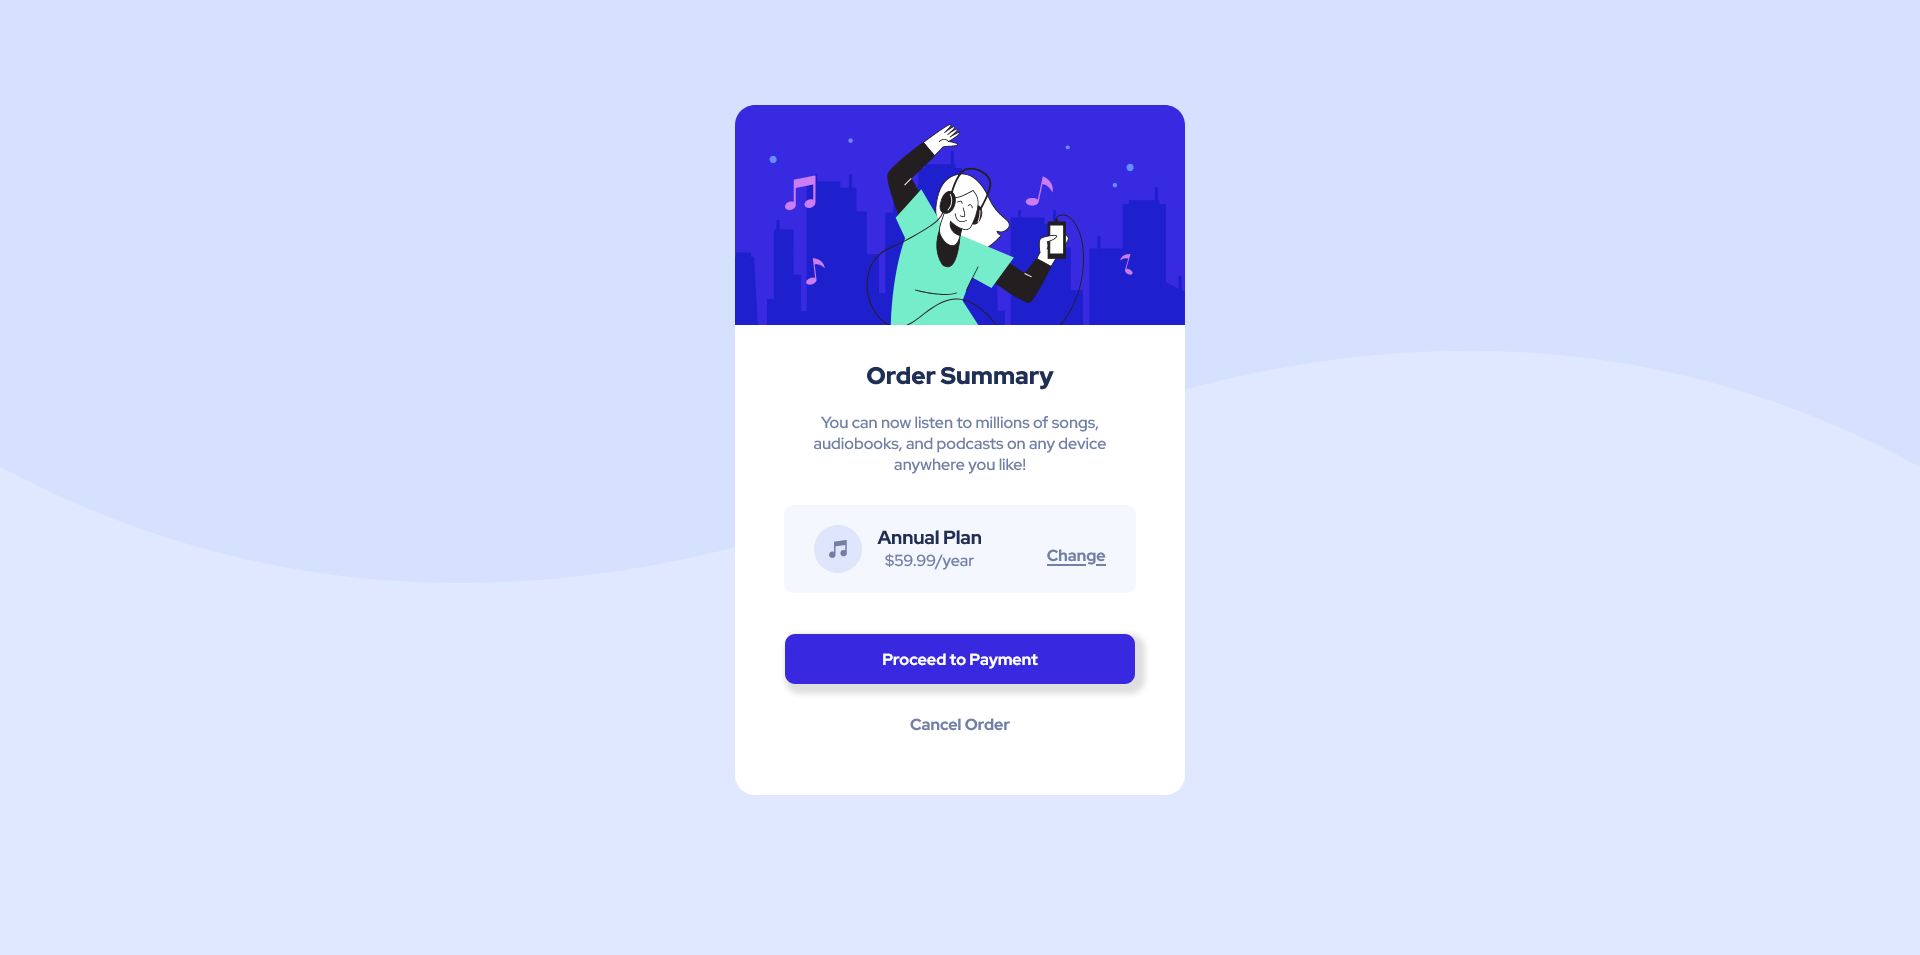 Order Summary
You can now listen to millions of songs,
audiobooks, and podcasts on any device
anywhere you like!
Annual Plan
$59.99/year
Change
Proceed to Payment
Cancel Order